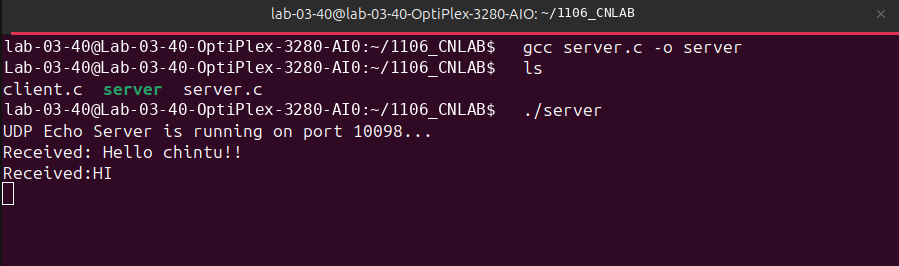 lab-03-40@lab-03-40-OptiPlex-3280-AIO: ~/1106_CNLAB ×
lab-03-40@Lab-03-40-OptiPlex-3280-AI0:~/1106_CNLAB$ gcc server.c -o server
Lab-03-40@Lab-03-40-OptiPlex-3280-AI0:~/1106_CNLAB$ ls
client.c server server.c
lab-03-40@Lab-03-40-OptiPlex-3280-AI0:~/1106_CNLAB$ ./server
UDP Echo Server is running on port 10098...
Received: Hello chintu!!
Received:HI